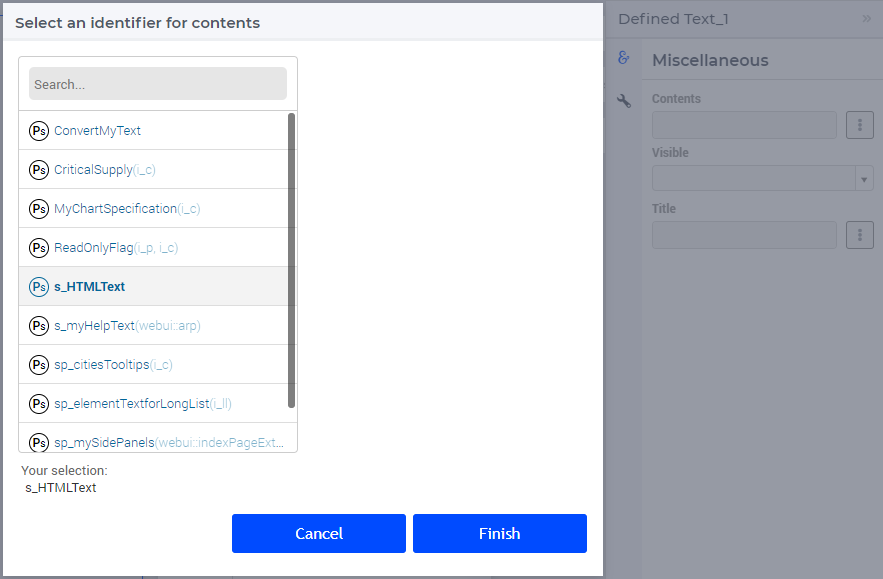 Select an identifier for contents
Search...
Ps ConvertMyText
Ps CriticalSupply(i_c)
Ps MyChartSpecification(i_c)
Ps ReadOnlyFlag(i_p, i_c)
Ps s_HTMLText
Ps s_myHelpText(webui::arp)
Ps sp_citiesTooltips(i_c)
Ps sp_elementTextforLongList(i_ll)
Ps sp_mySidePanels(webui::indexPageExt...
Your selection:
s_HTMLText
Cancel
Finish
Defined Text_1 »
&
Miscellaneous
Contents
Visible
Title